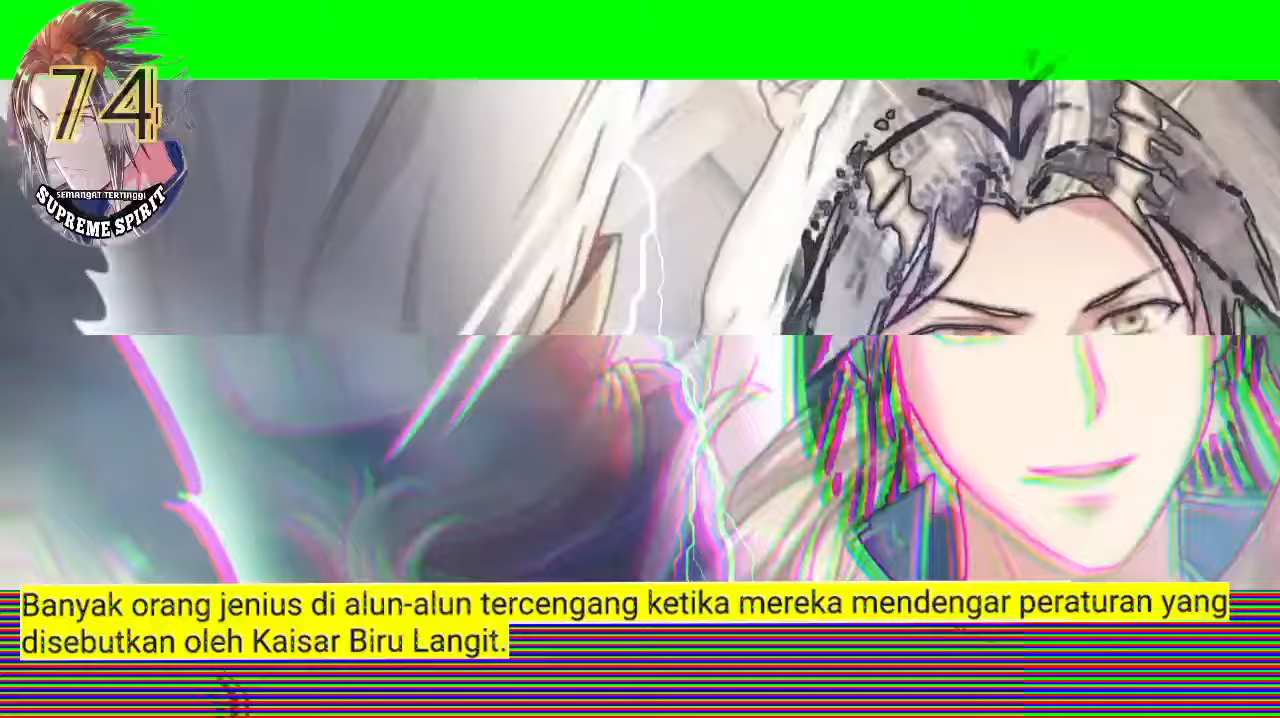 74
SEMANGAT TERTINGGI
SUPREME SPIRIT
Banyak orang jenius di alun-alun tercengang ketika mereka mendengar peraturan yang
disebutkan oleh Kaisar Biru Langit.